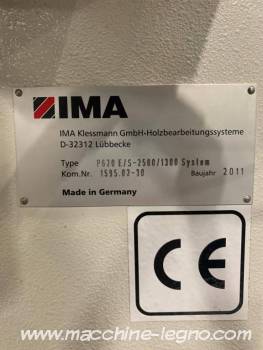 IMA
IMA Klessmann GmbH-Holzbearbeitungssysteme
D-32312 Lübbecke
Type P620 E/S-2500/1300 System
Kom.Nr. 1595.02-30 Baujahr 2011
Made in Germany
CE
www.macchine-legno.com